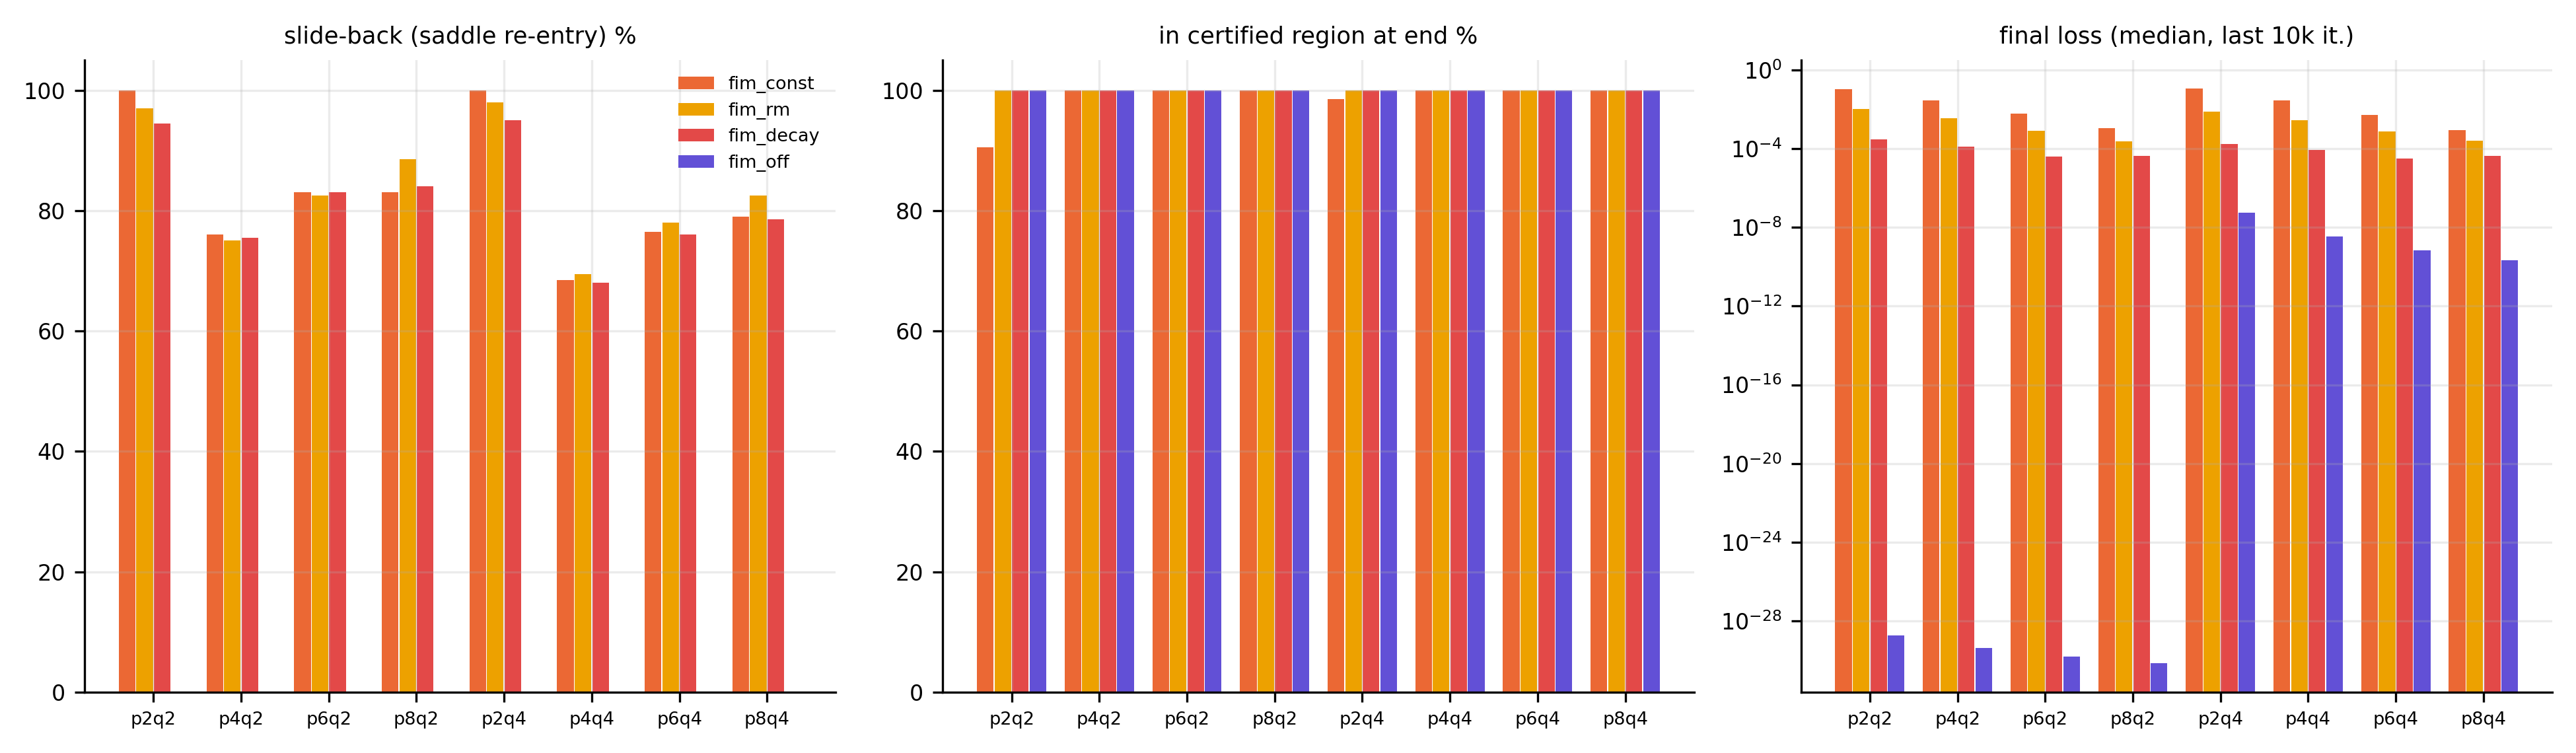 slide-back (saddle re-entry) %
100
80
60
40
20
0
p2q2 p4q2 p6q2 p8q2 p2q4 p4q4 p6q4 p8q4
fim_const
fim_rm
fim_decay
fim_off
in certified region at end %
100
80
60
40
20
0
p2q2 p4q2 p6q2 p8q2 p2q4 p4q4 p6q4 p8q4
final loss (median, last 10k it.)
10⁰
10⁻⁴
10⁻⁸
10⁻¹²
10⁻¹⁶
10⁻²⁰
10⁻²⁴
10⁻²⁸
p2q2 p4q2 p6q2 p8q2 p2q4 p4q4 p6q4 p8q4